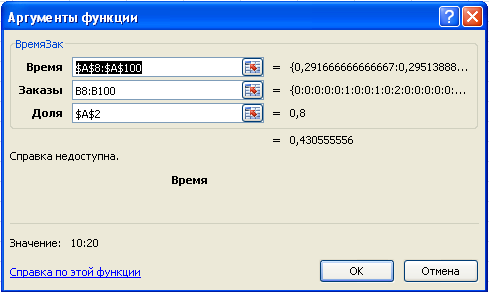 Аргументы функции
ВремяЗак
Время $A$8:$A$100 = {0,291666666666667:0,29513888...
Заказы B8:B100 = {0:0:0:0:0:1:0:0:1:0:2:0:0:0:0:0:...
Доля $A$2 = 0,8
= 0,430555556
Справка недоступна.
Время
Значение: 10:20
Справка по этой функции
ОК
Отмена